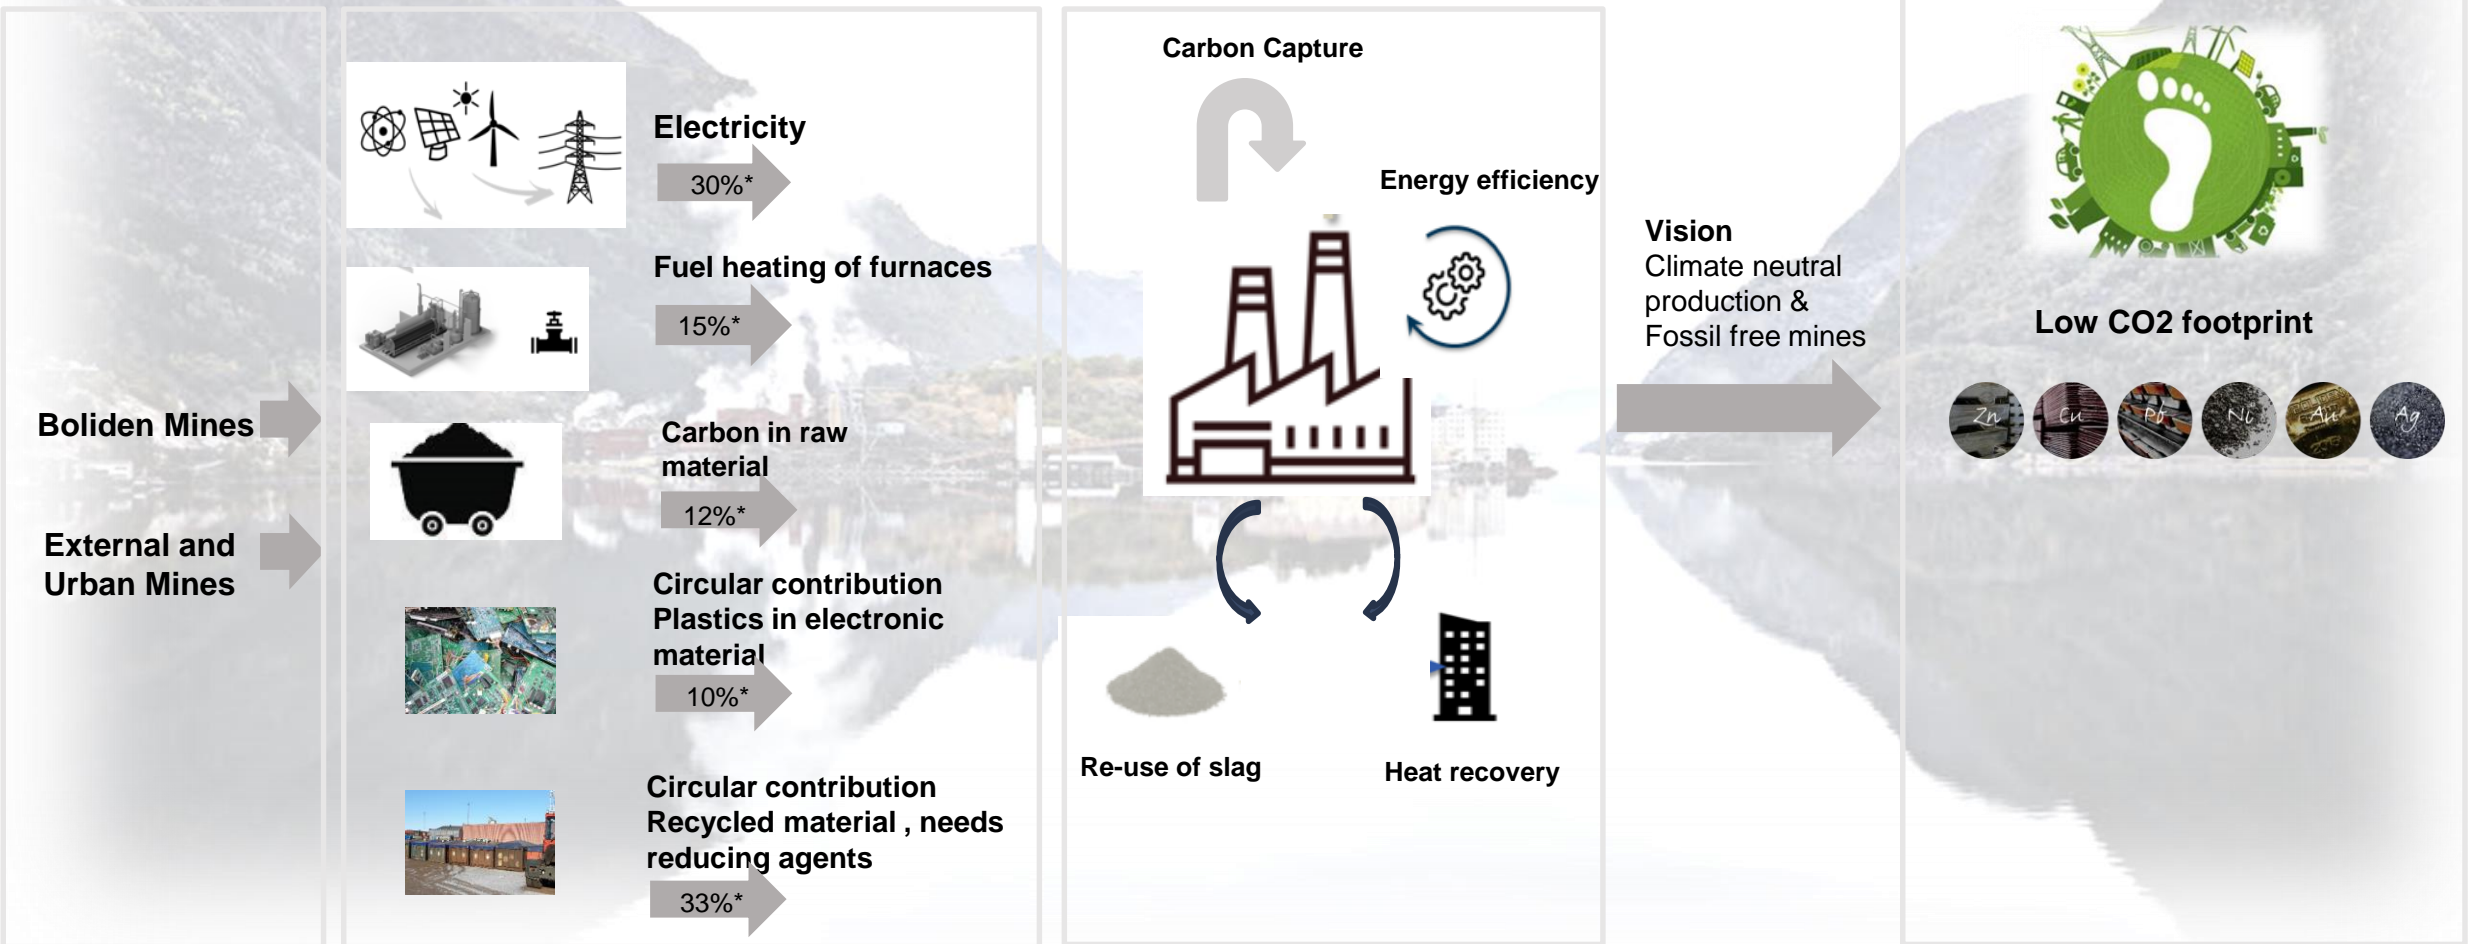 Boliden Mines
External and
Urban Mines
Electricity
30%*
Fuel heating of furnaces
15%*
Carbon in raw
material
12%*
Circular contribution
Plastics in electronic
material
10%*
Circular contribution
Recycled material , needs
reducing agents
33%*
Carbon Capture
Energy efficiency
Re-use of slag
Heat recovery
Vision
Climate neutral
production &
Fossil free mines
Low CO2 footprint
Zn Cu Pb Ni Au Ag